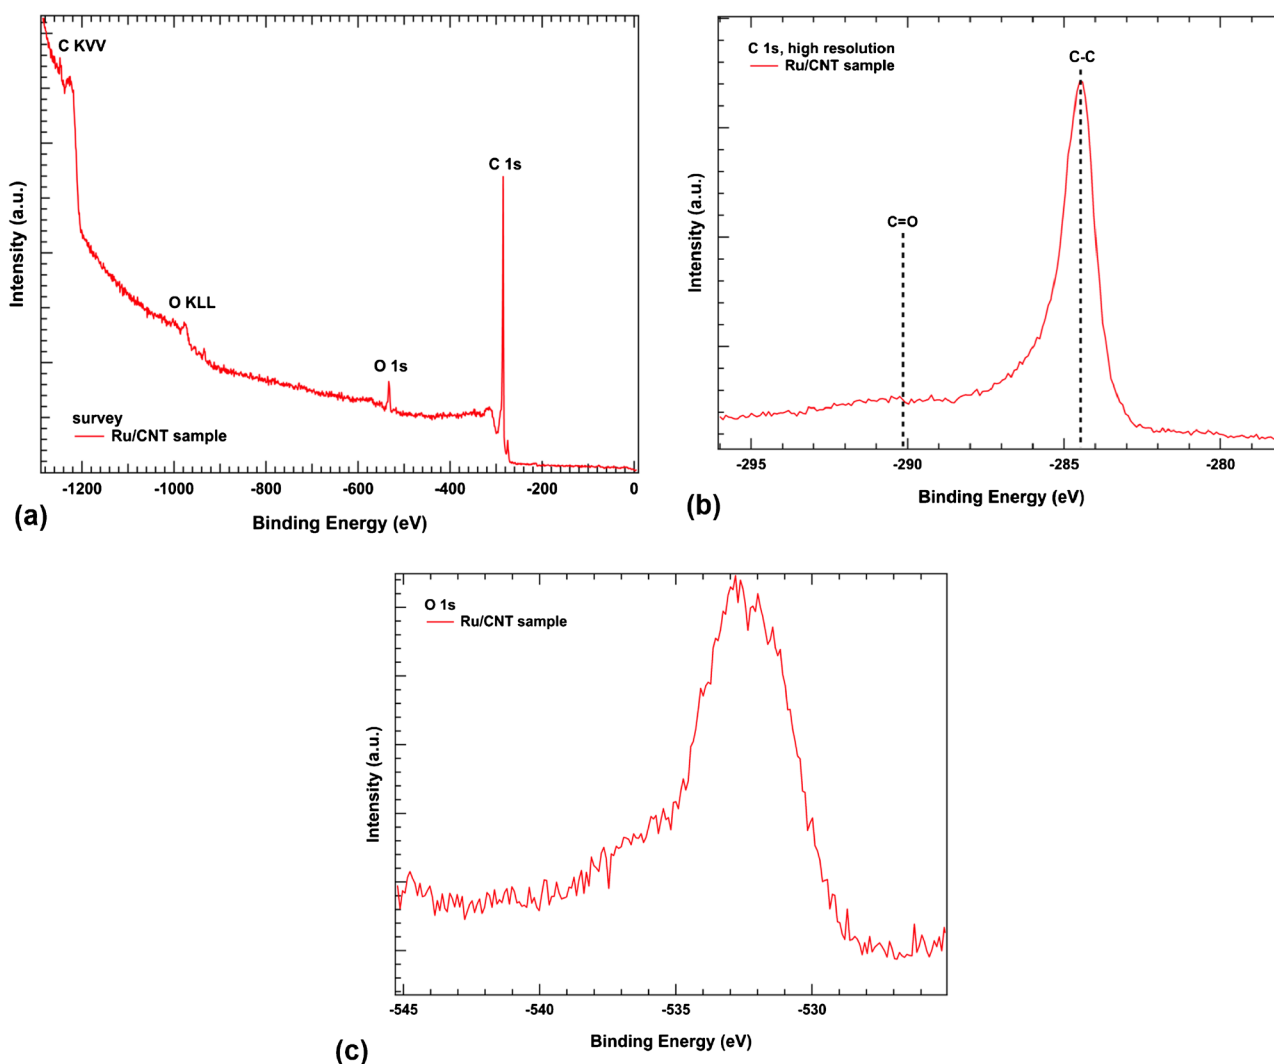 C KVV
C 1s
O KLL
O 1s
survey
Ru/CNT sample
Intensity (a.u.)
-1200 -1000 -800 -600 -400 -200 0
Binding Energy (eV)
(a)
C 1s, high resolution
Ru/CNT sample
C-C
C=O
Intensity (a.u.)
-295 -290 -285 -280
Binding Energy (eV)
(b)
O 1s
Ru/CNT sample
Intensity (a.u.)
-545 -540 -535 -530
Binding Energy (eV)
(c)